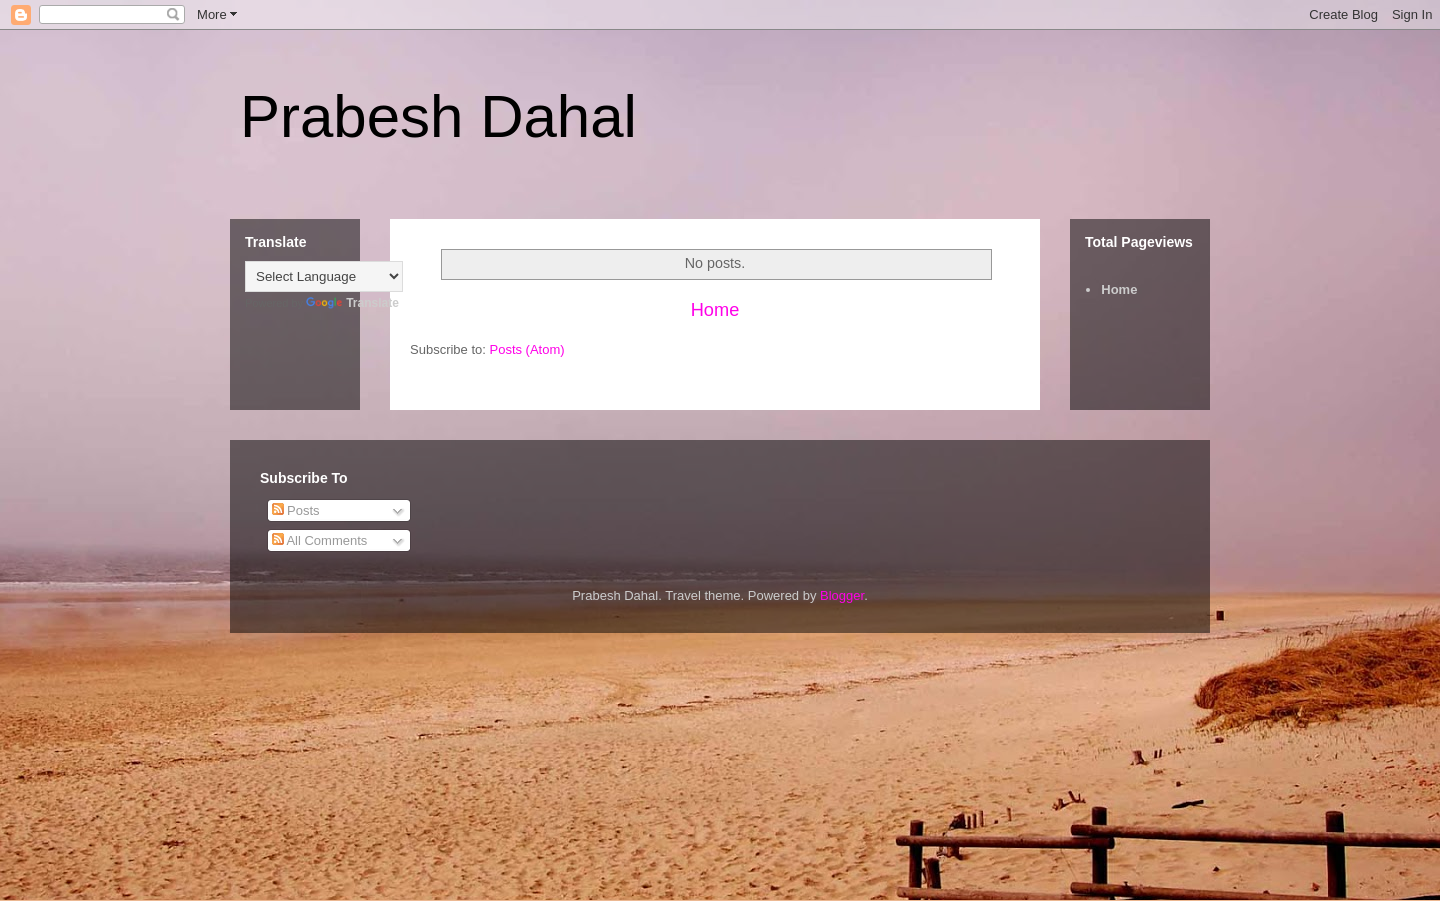 More
Create Blog
Sign In
Prabesh Dahal
Translate
Select Language
Google Translate
No posts.
Home
Subscribe to: Posts (Atom)
Total Pageviews
Home
Subscribe To
Posts
All Comments
Prabesh Dahal. Travel theme. Powered by Blogger.